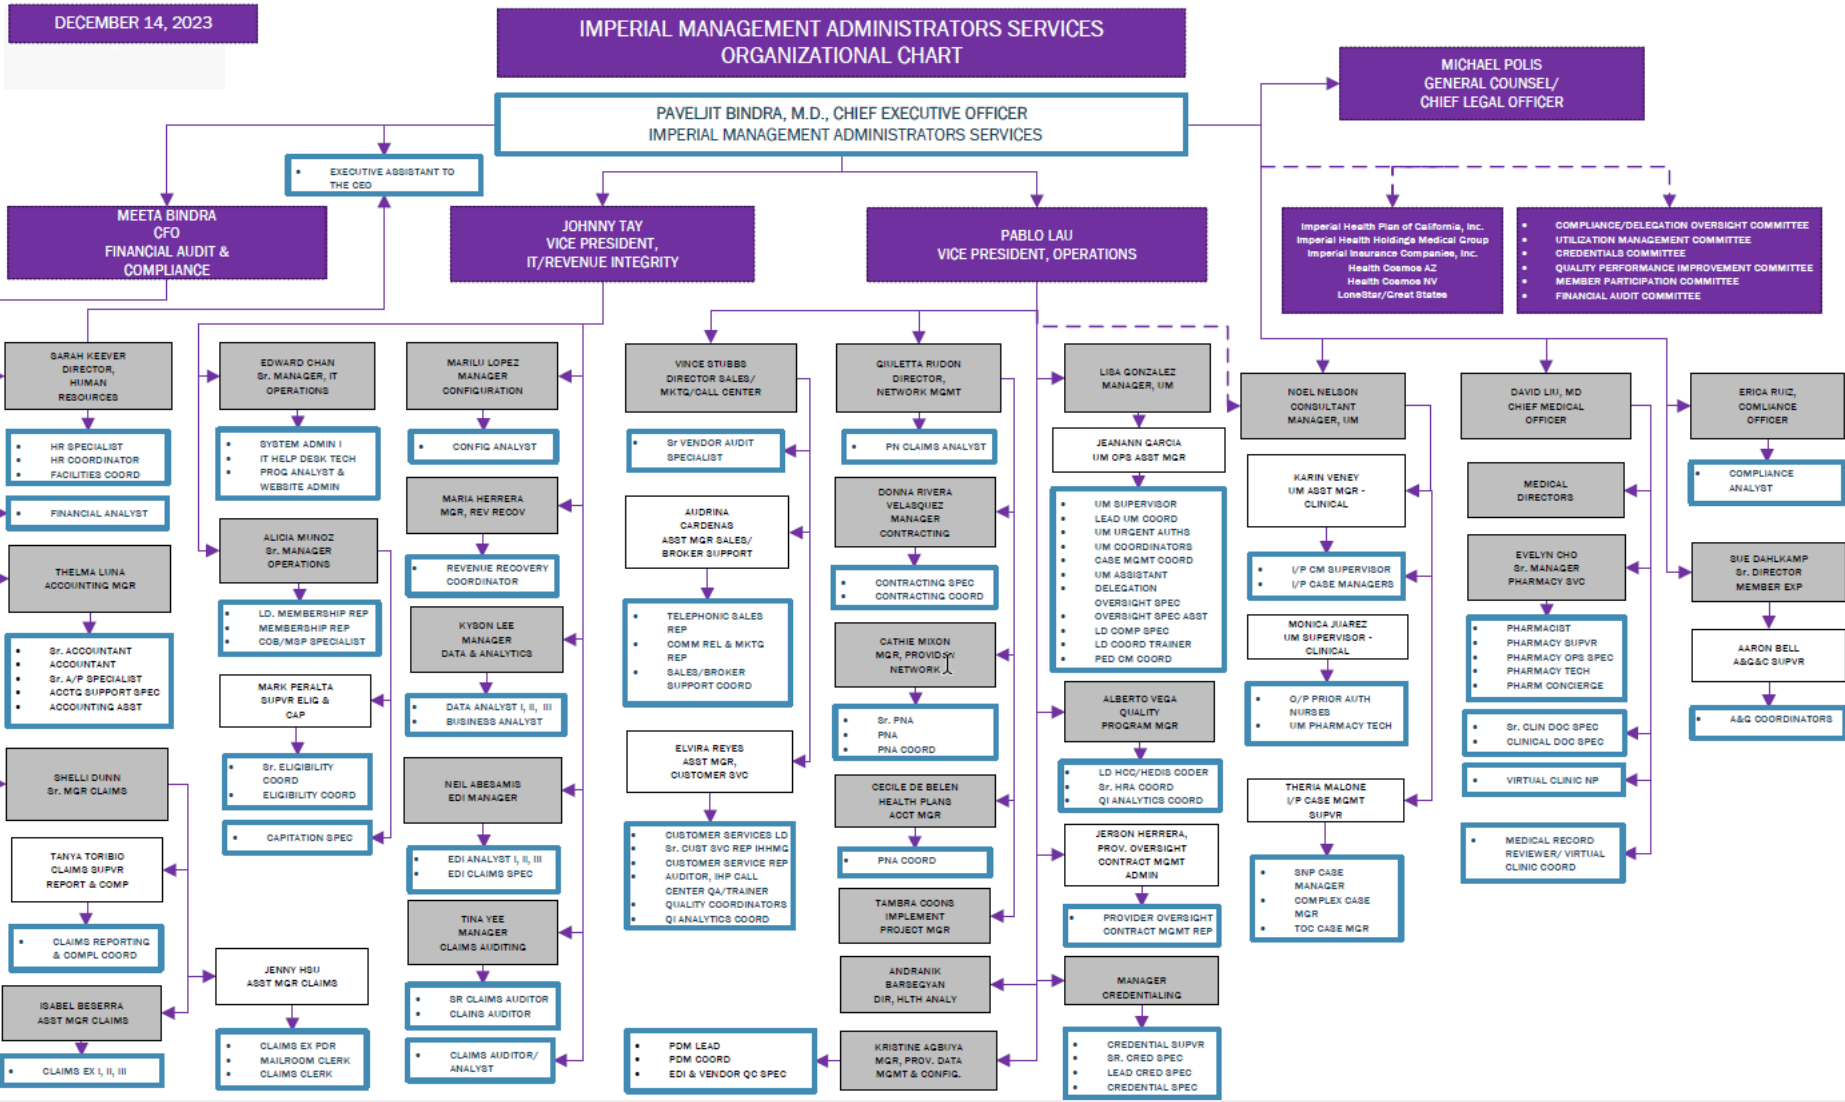 DECEMBER 14, 2023
IMPERIAL MANAGEMENT ADMINISTRATORS SERVICES
ORGANIZATIONAL CHART
MICHAEL POLIS
GENERAL COUNSEL/
CHIEF LEGAL OFFICER
PAVELJIT BINDRA, M.D., CHIEF EXECUTIVE OFFICER
IMPERIAL MANAGEMENT ADMINISTRATORS SERVICES
• EXECUTIVE ASSISTANT TO
THE CEO
MEETA BINDRA
CFO
FINANCIAL AUDIT &
COMPLIANCE
JOHNNY TAY
VICE PRESIDENT,
IT/REVENUE INTEGRITY
PABLO LAU
VICE PRESIDENT, OPERATIONS
Imperial Health Plan of California, Inc.
Imperial Health Holdings Medical Group
Imperial Insurance Companies, Inc.
Health Cosmos AZ
Health Cosmos NV
LoneStar/Great States
• COMPLIANCE/DELEGATION OVERSIGHT COMMITTEE
• UTILIZATION MANAGEMENT COMMITTEE
• CREDENTIALS COMMITTEE
• QUALITY PERFORMANCE IMPROVEMENT COMMITTEE
• MEMBER PARTICIPATION COMMITTEE
• FINANCIAL AUDIT COMMITTEE
SARAH KEEVER
DIRECTOR,
HUMAN
RESOURCES
• HR SPECIALIST
• HR COORDINATOR
• FACILITIES COORD
• FINANCIAL ANALYST
THELMA LUNA
ACCOUNTING MGR
• Sr. ACCOUNTANT
• ACCOUNTANT
• Sr. A/P SPECIALIST
• ACCTG SUPPORT SPEC
• ACCOUNTING ASST
SHELLI DUNN
Sr. MGR CLAIMS
TANYA TORIBIO
CLAIMS SUPVR
REPORT & COMP
• CLAIMS REPORTING
& COMPL COORD
ISABEL BESERRA
ASST MGR CLAIMS
• CLAIMS EX I, II, III
EDWARD CHAN
Sr. MANAGER, IT
OPERATIONS
• SYSTEM ADMIN I
• IT HELP DESK TECH
• PROG ANALYST &
WEBSITE ADMIN
ALICIA MUNOZ
Sr. MANAGER
OPERATIONS
• LD. MEMBERSHIP REP
• MEMBERSHIP REP
• COB/MSP SPECIALIST
MARK PERALTA
SUPVR ELIG &
CAP
• Sr. ELIGIBILITY
COORD
• ELIGIBILITY COORD
• CAPITATION SPEC
JENNY HSU
ASST MGR CLAIMS
• CLAIMS EX PDR
• MAILROOM CLERK
• CLAIMS CLERK
MARILU LOPEZ
MANAGER
CONFIGURATION
• CONFIG ANALYST
MARIA HERRERA
MGR, REV RECOV
• REVENUE RECOVERY
COORDINATOR
KYSON LEE
MANAGER
DATA & ANALYTICS
• DATA ANALYST I, II, III
• BUSINESS ANALYST
NEIL ABESAMIS
EDI MANAGER
• EDI ANALYST I, II, III
• EDI CLAIMS SPEC
TINA YEE
MANAGER
CLAIMS AUDITING
• SR CLAIMS AUDITOR
• CLAINS AUDITOR
• CLAIMS AUDITOR/
ANALYST
VINCE STUBBS
DIRECTOR SALES/
MKTG/CALL CENTER
• Sr VENDOR AUDIT
SPECIALIST
AUDRINA
CARDENAS
ASST MGR SALES/
BROKER SUPPORT
• TELEPHONIC SALES
REP
• COMM REL & MKTG
REP
• SALES/BROKER
SUPPORT COORD
ELVIRA REYES
ASST MGR,
CUSTOMER SVC
• CUSTOMER SERVICES LD
• Sr. CUST SVC REP IHHMG
• CUSTOMER SERVICE REP
• AUDITOR, IHP CALL
CENTER QA/TRAINER
• QUALITY COORDINATORS
• QI ANALYTICS COORD
• PDM LEAD
• PDM COORD
• EDI & VENDOR QC SPEC
GIULETTA RUDON
DIRECTOR,
NETWORK MGMT
• PN CLAIMS ANALYST
DONNA RIVERA
VELASQUEZ
MANAGER
CONTRACTING
• CONTRACTING SPEC
• CONTRACTING COORD
CATHIE MIXON
MGR, PROVIDER
NETWORK
• Sr. PNA
• PNA
• PNA COORD
CECILE DE BELEN
HEALTH PLANS
ACCT MGR
• PNA COORD
TAMBRA COONS
IMPLEMENT
PROJECT MGR
ANDRANIK
BARSEGYAN
DIR, HLTH ANALY
KRISTINE AGBUYA
MGR, PROV. DATA
MGMT & CONFIG.
LISA GONZALEZ
MANAGER, UM
JEANANN GARCIA
UM OPS ASST MGR
• UM SUPERVISOR
• LEAD UM COORD
• UM URGENT AUTHS
• UM COORDINATORS
• CASE MGMT COORD
• UM ASSISTANT
• DELEGATION
OVERSIGHT SPEC
• OVERSIGHT SPEC ASST
• LD COMP SPEC
• LD COORD TRAINER
• PED CM COORD
ALBERTO VEGA
QUALITY
PROGRAM MGR
• LD HCC/HEDIS CODER
• Sr. HRA COORD
• QI ANALYTICS COORD
JERSON HERRERA,
PROV. OVERSIGHT
CONTRACT MGMT
ADMIN
• PROVIDER OVERSIGHT
CONTRACT MGMT REP
MANAGER
CREDENTIALING
• CREDENTIAL SUPVR
• SR. CRED SPEC
• LEAD CRED SPEC
• CREDENTIAL SPEC
NOEL NELSON
CONSULTANT
MANAGER, UM
KARIN VENEY
UM ASST MGR -
CLINICAL
• I/P CM SUPERVISOR
• I/P CASE MANAGERS
MONICA JUAREZ
UM SUPERVISOR -
CLINICAL
• O/P PRIOR AUTH
NURSES
• UM PHARMACY TECH
THERIA MALONE
I/P CASE MGMT
SUPVR
• SNP CASE
MANAGER
• COMPLEX CASE
MGR
• TOC CASE MGR
DAVID LIU, MD
CHIEF MEDICAL
OFFICER
MEDICAL
DIRECTORS
EVELYN CHO
Sr. MANAGER
PHARMACY SVC
• PHARMACIST
• PHARMACY SUPVR
• PHARMACY OPS SPEC
• PHARMACY TECH
• PHARM CONCIERGE
• Sr. CLIN DOC SPEC
• CLINICAL DOC SPEC
• VIRTUAL CLINIC NP
• MEDICAL RECORD
REVIEWER/ VIRTUAL
CLINIC COORD
ERICA RUIZ,
COMLIANCE
OFFICER
• COMPLIANCE
ANALYST
SUE DAHLKAMP
Sr. DIRECTOR
MEMBER EXP
AARON BELL
A&G&C SUPVR
• A&G COORDINATORS